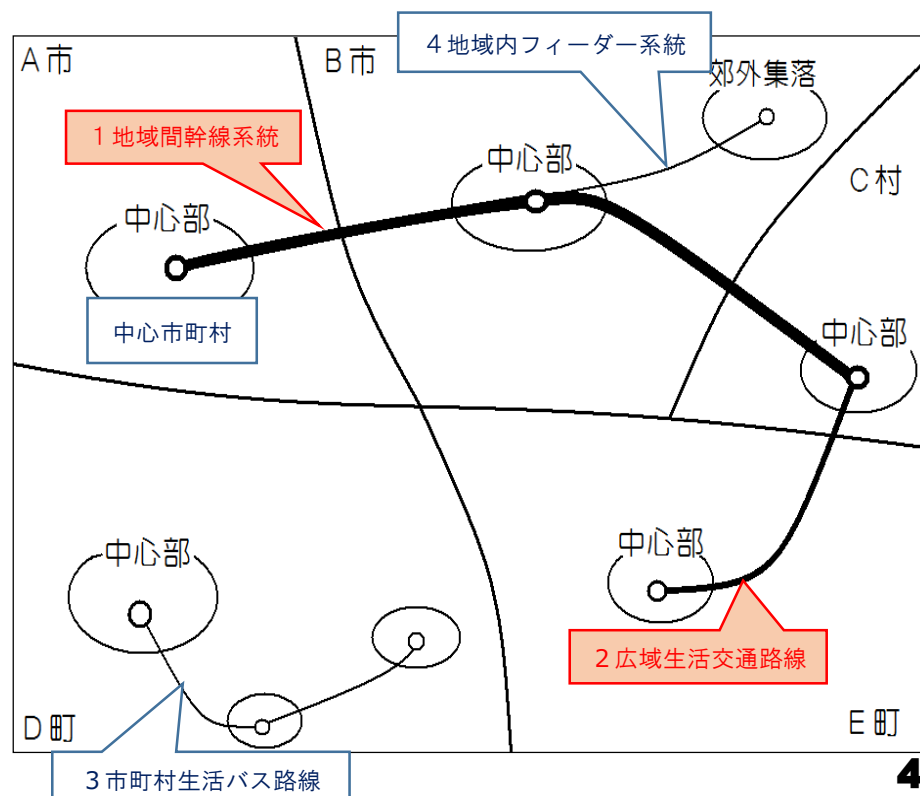 A市
B市
4地域内フィーダー系統
郊外集落
1地域間幹線系統
中心部
C村
中心部
中心市町村
中心部
中心部
中心部
2広域生活交通路線
D町
E町
3市町村生活バス路線
4